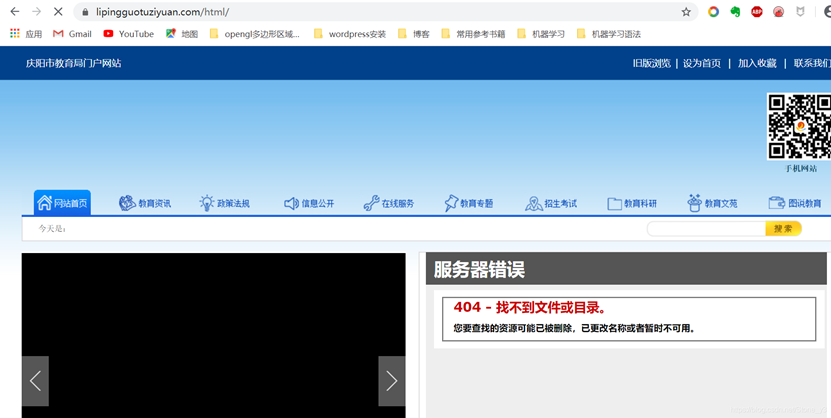 lipingguotuziyuan.com/html/
ABP
应用 Gmail YouTube 地图 opengl多边形区域... wordpress安装 博客 常用参考书籍 机器学习 机器学习语法
庆阳市教育局门户网站 旧版浏览 | 设为首页 | 加入收藏 | 联系我们
手机网站
网站首页 教育资讯 政策法规 信息公开 在线服务 教育专题 招生考试 教育科研 教育文苑 图说教育
今天是: 搜索
服务器错误
404 - 找不到文件或目录。
您要查找的资源可能已被删除，已更改名称或者暂时不可用。